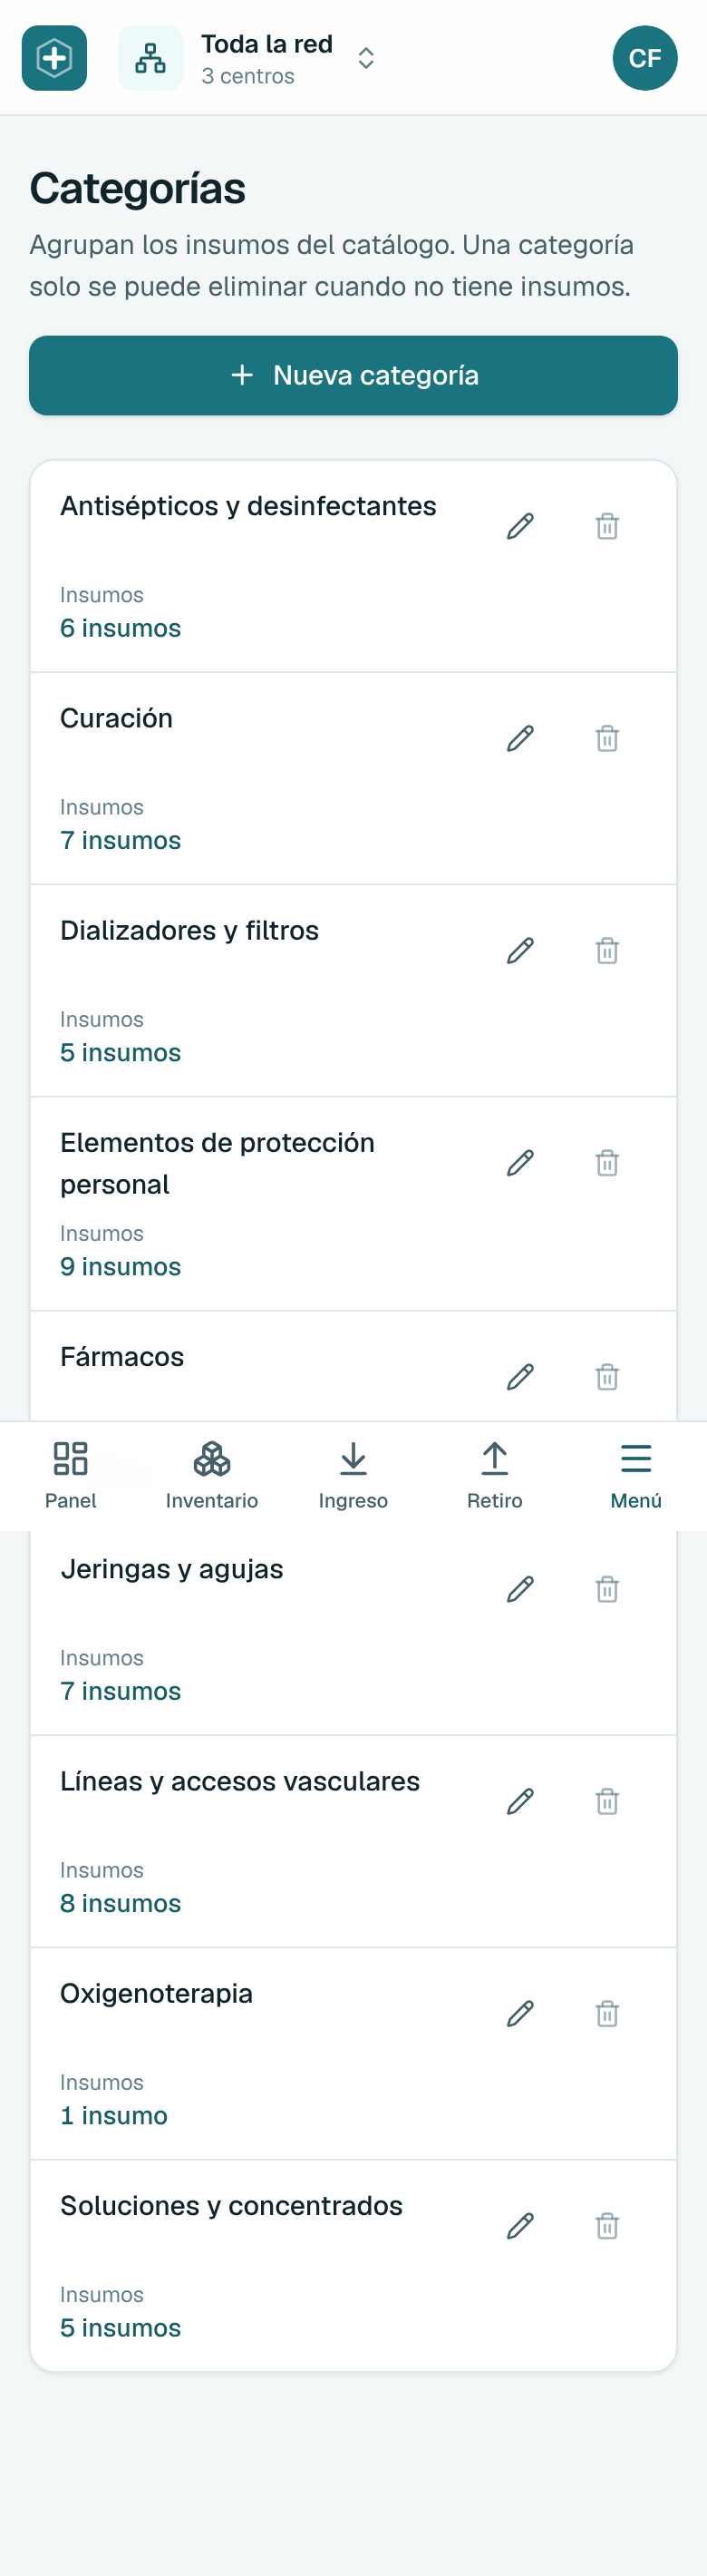 Toda la red
3 centros
CF
Categorías
Agrupan los insumos del catálogo. Una categoría
solo se puede eliminar cuando no tiene insumos.
Nueva categoría
Antisépticos y desinfectantes
Insumos
6 insumos
Curación
Insumos
7 insumos
Dializadores y filtros
Insumos
5 insumos
Elementos de protección
personal
Insumos
9 insumos
Fármacos
Panel
Inventario
Ingreso
Retiro
Menú
Jeringas y agujas
Insumos
7 insumos
Líneas y accesos vasculares
Insumos
8 insumos
Oxigenoterapia
Insumos
1 insumo
Soluciones y concentrados
Insumos
5 insumos